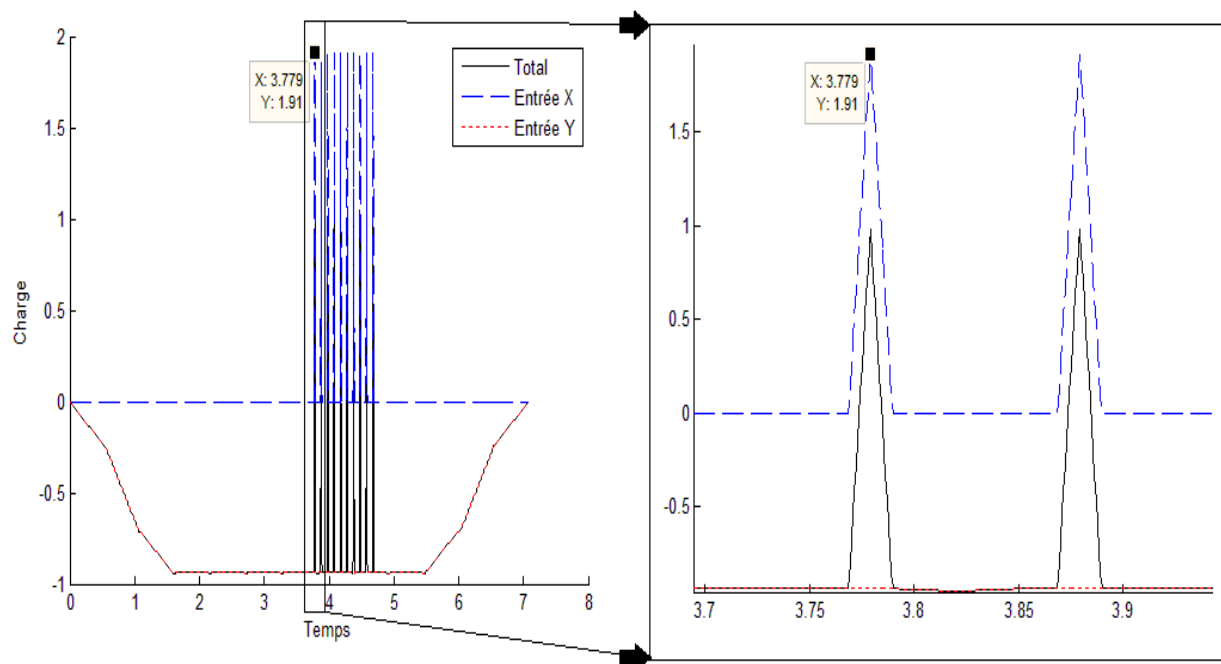 2
1.5
1
0.5
0
-0.5
-1
Charge
X: 3.779
Y: 1.91
Total
Entrée X
Entrée Y
0 1 2 3 4 5 6 7 8
Temps
X: 3.779
Y: 1.91
1.5
1
0.5
0
-0.5
3.7 3.75 3.8 3.85 3.9